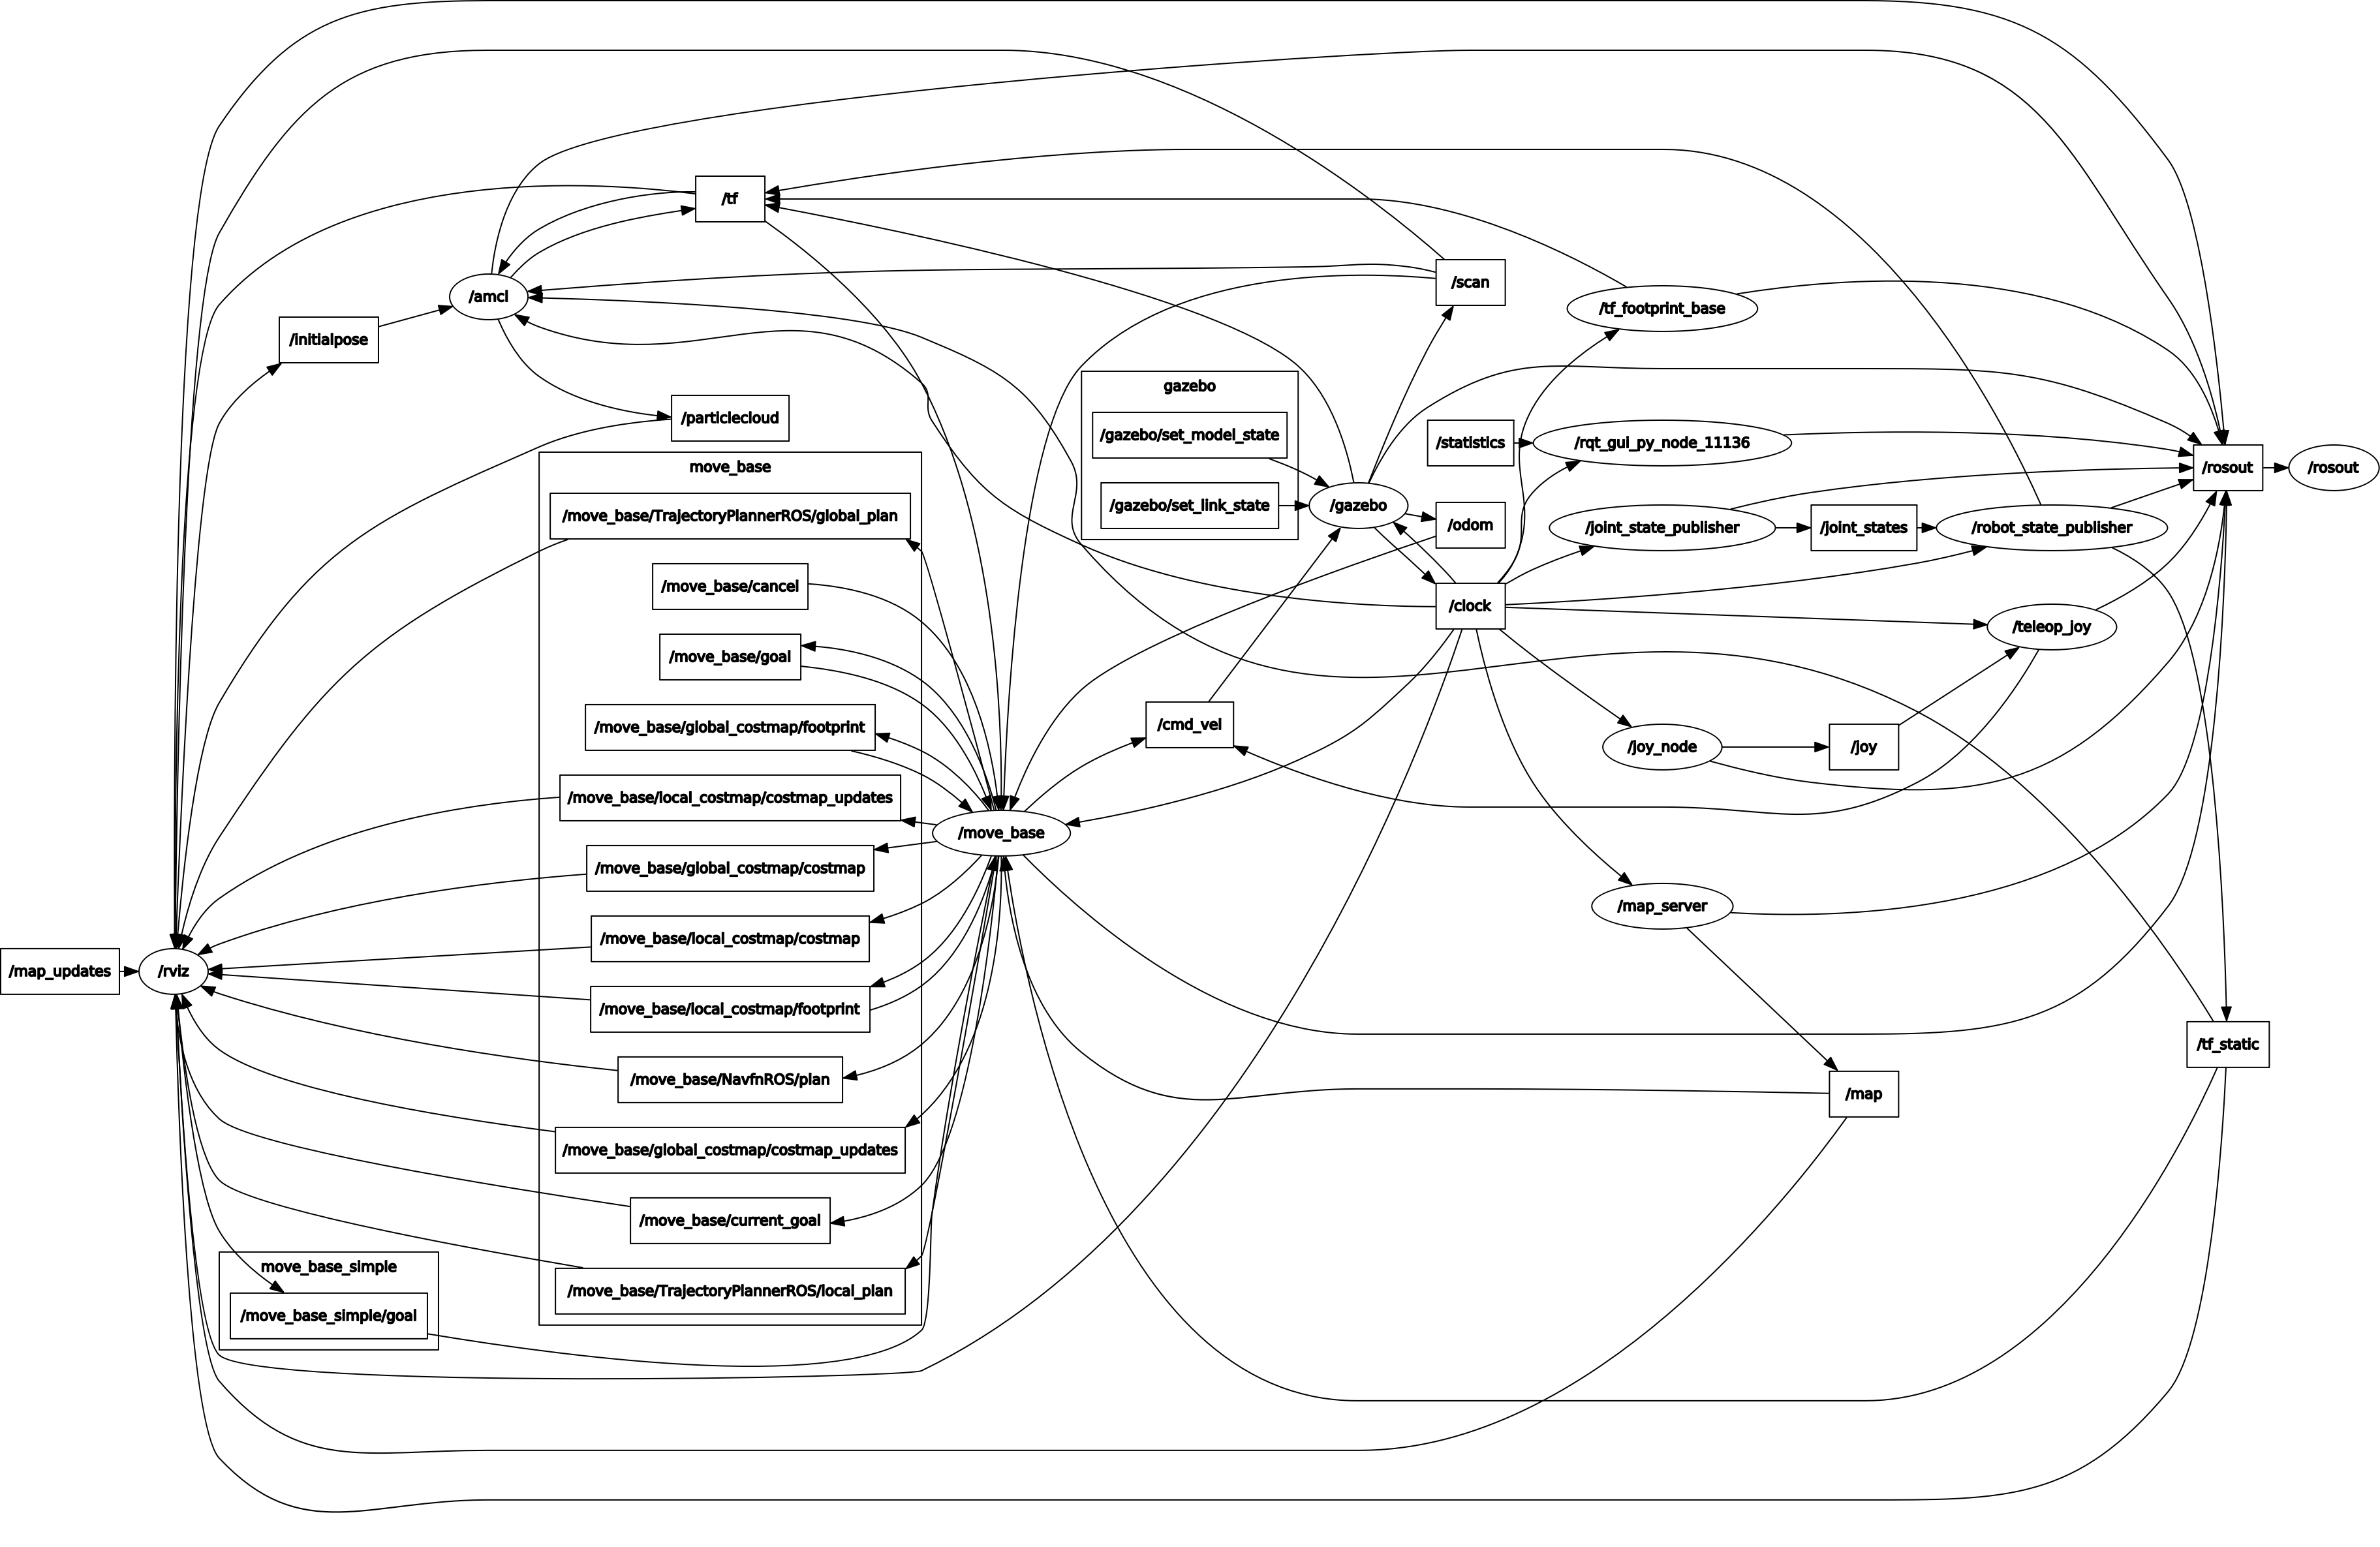 /tf
/scan
/amcl
/tf_footprint_base
/initialpose
gazebo
/particlecloud
/gazebo/set_model_state
/statistics
/rqt_gui_py_node_11136
move_base
/rosout
/rosout
/gazebo/set_link_state
/gazebo
/move_base/TrajectoryPlannerROS/global_plan
/odom
/joint_state_publisher
/joint_states
/robot_state_publisher
/move_base/cancel
/clock
/teleop_joy
/move_base/goal
/move_base/global_costmap/footprint
/cmd_vel
/joy_node
/joy
/move_base/local_costmap/costmap_updates
/move_base
/move_base/global_costmap/costmap
/map_server
/move_base/local_costmap/costmap
/map_updates
/rviz
/move_base/local_costmap/footprint
/tf_static
/move_base/NavfnROS/plan
/map
/move_base/global_costmap/costmap_updates
/move_base/current_goal
move_base_simple
/move_base/TrajectoryPlannerROS/local_plan
/move_base_simple/goal